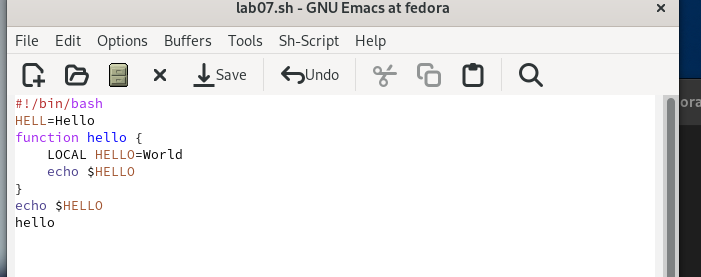 lab07.sh - GNU Emacs at fedora ×
File Edit Options Buffers Tools Sh-Script Help
Save Undo
#!/bin/bash
HELL=Hello
function hello {
    LOCAL HELLO=World
    echo $HELLO
}
echo $HELLO
hello
ora